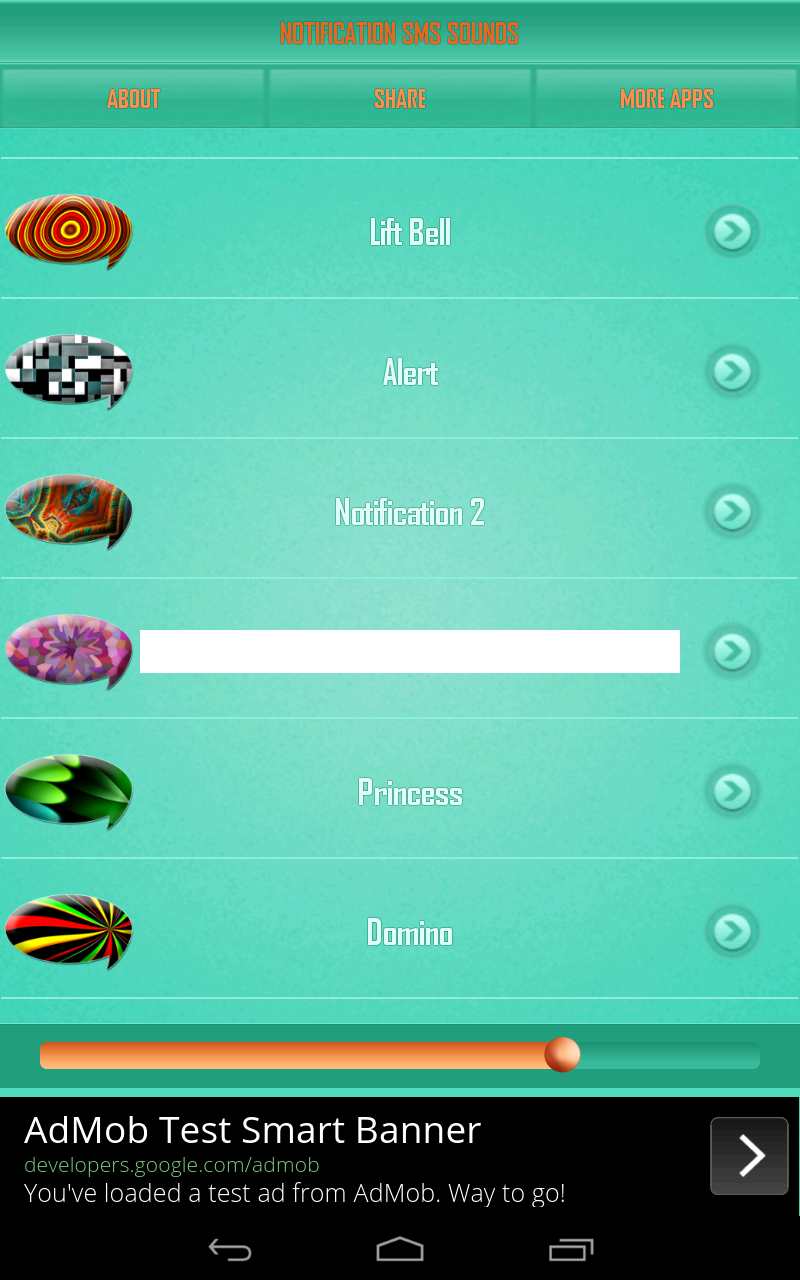 NOTIFICATION SMS SOUNDS
ABOUT
SHARE
MORE APPS
Lift Bell
Alert
Notification 2
Princess
Domino
AdMob Test Smart Banner
developers.google.com/admob
You've loaded a test ad from AdMob. Way to go!